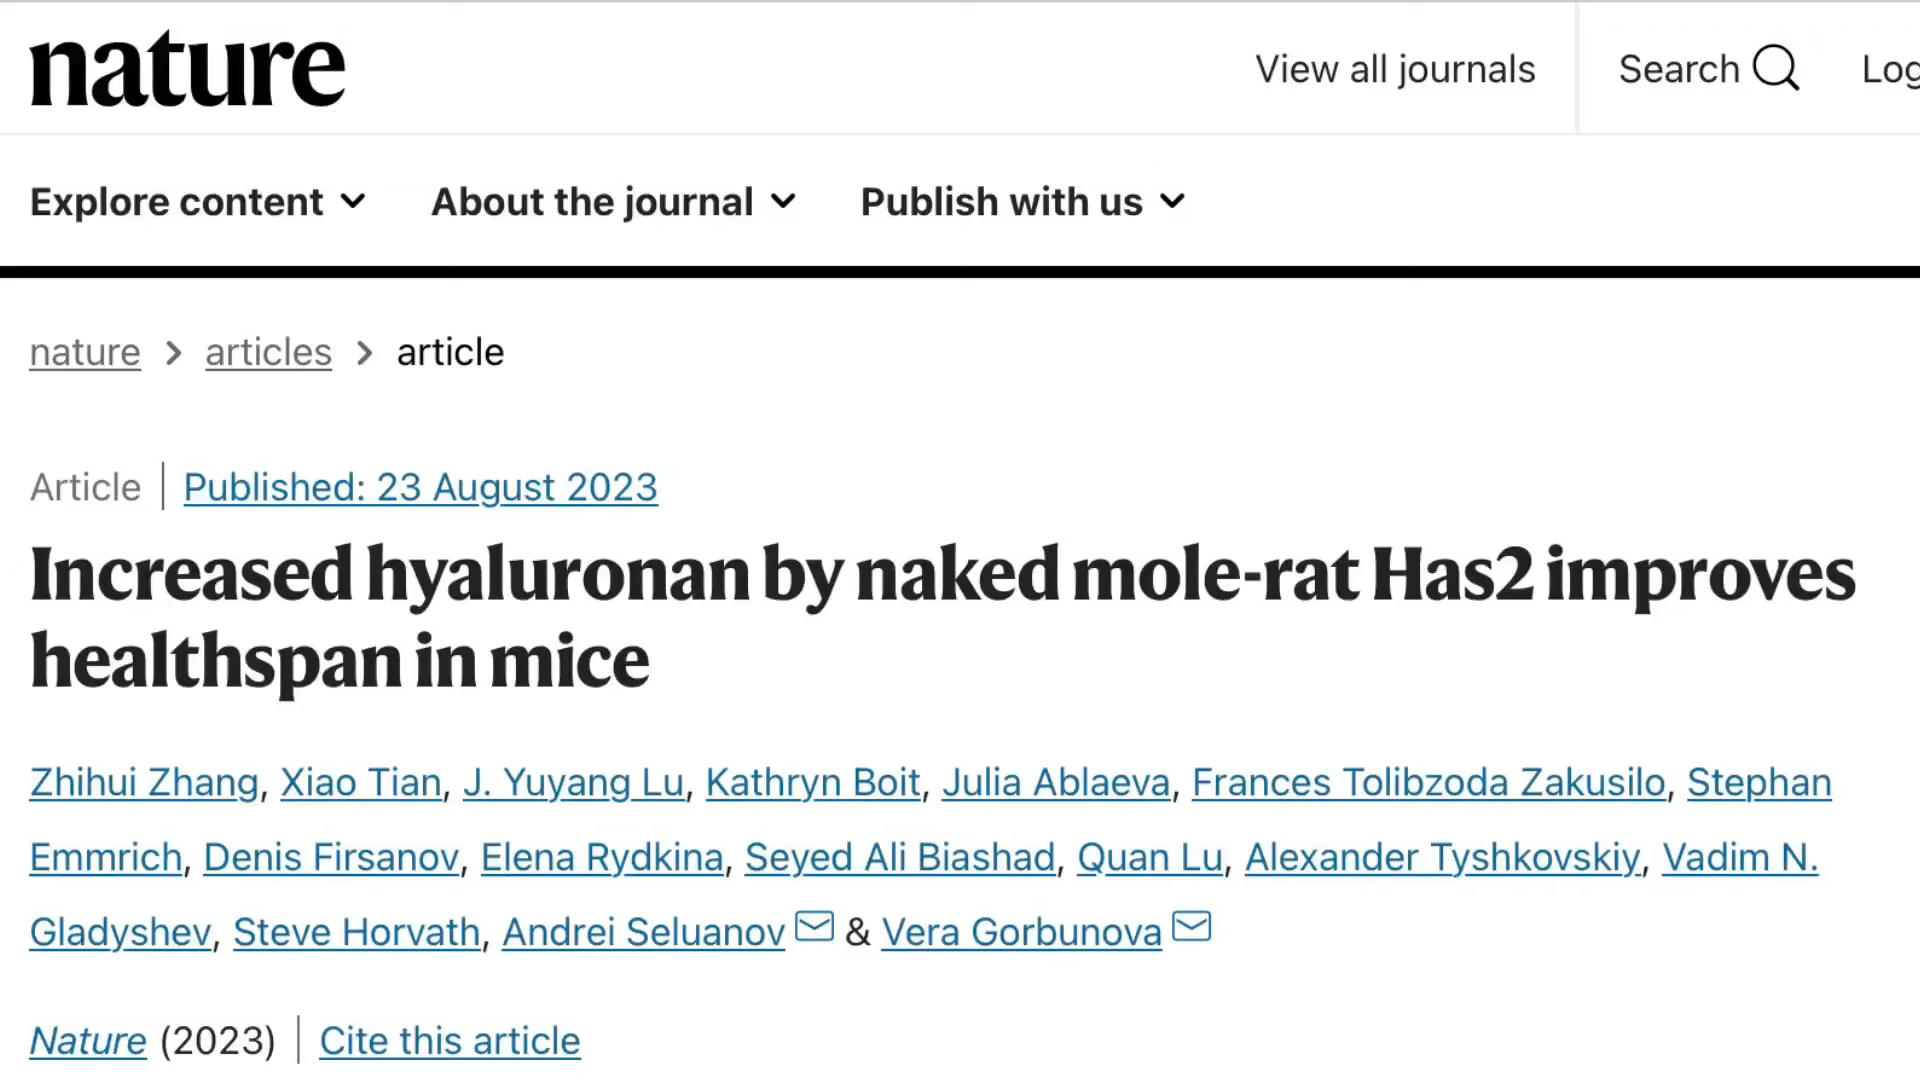 nature
View all journals Search Log
Explore content About the journal Publish with us
nature > articles > article
Article | Published: 23 August 2023
Increased hyaluronan by naked mole-rat Has2 improves
healthspan in mice
Zhihui Zhang, Xiao Tian, J. Yuyang Lu, Kathryn Boit, Julia Ablaeva, Frances Tolibzoda Zakusilo, Stephan
Emmrich, Denis Firsanov, Elena Rydkina, Seyed Ali Biashad, Quan Lu, Alexander Tyshkovskiy, Vadim N.
Gladyshev, Steve Horvath, Andrei Seluanov & Vera Gorbunova
Nature (2023) | Cite this article